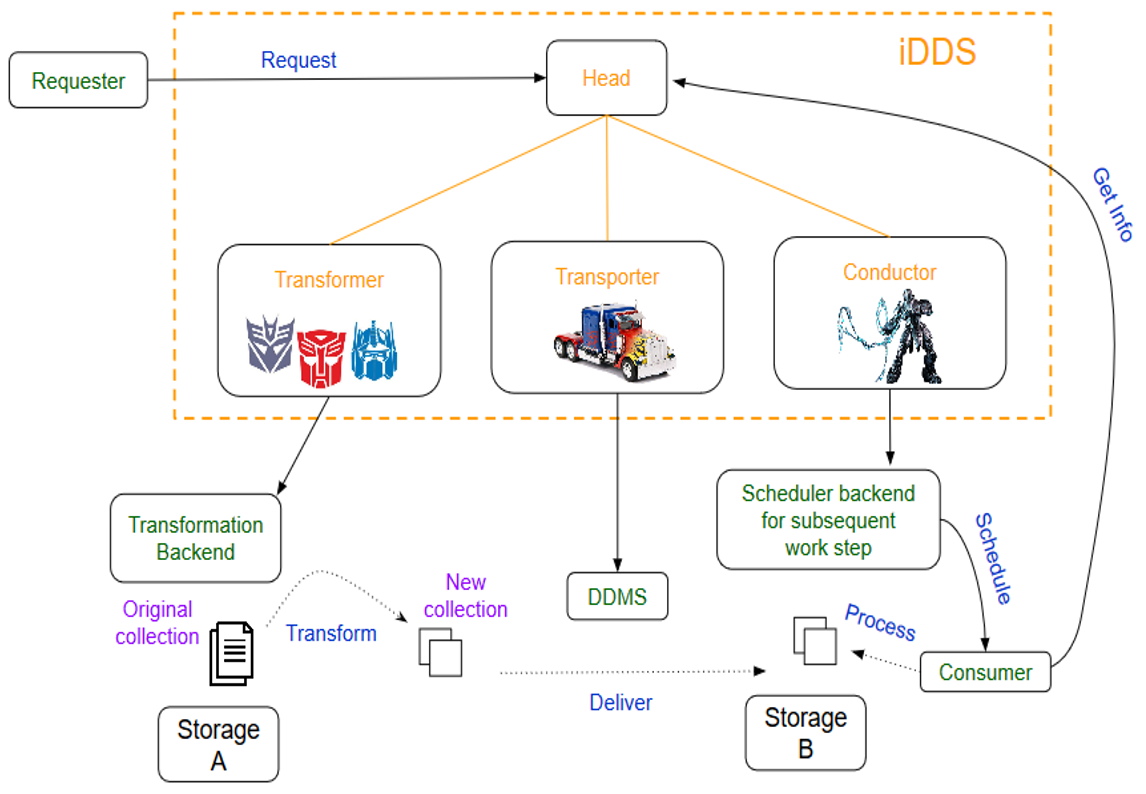 iDDS
Requester
Request
Head
Get Info
Transformer
Transporter
Conductor
Transformation
Backend
Scheduler backend
for subsequent
work step
Schedule
DDMS
Original
collection
Transform
New
collection
Process
Consumer
Deliver
Storage
A
Storage
B